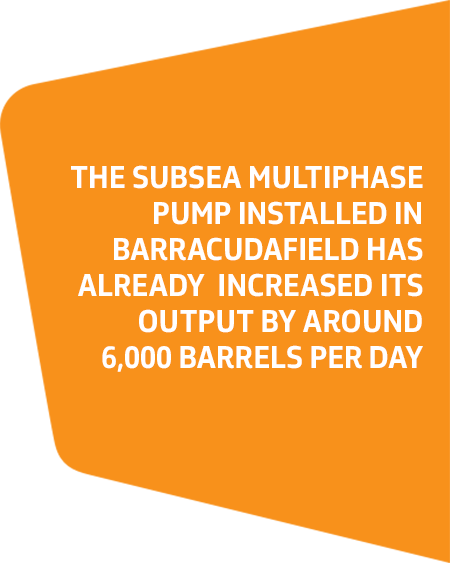 THE SUBSEA MULTIPHASE
PUMP INSTALLED IN
BARRACUDAFIELD HAS
ALREADY  INCREASED ITS
OUTPUT BY AROUND
6,000 BARRELS PER DAY